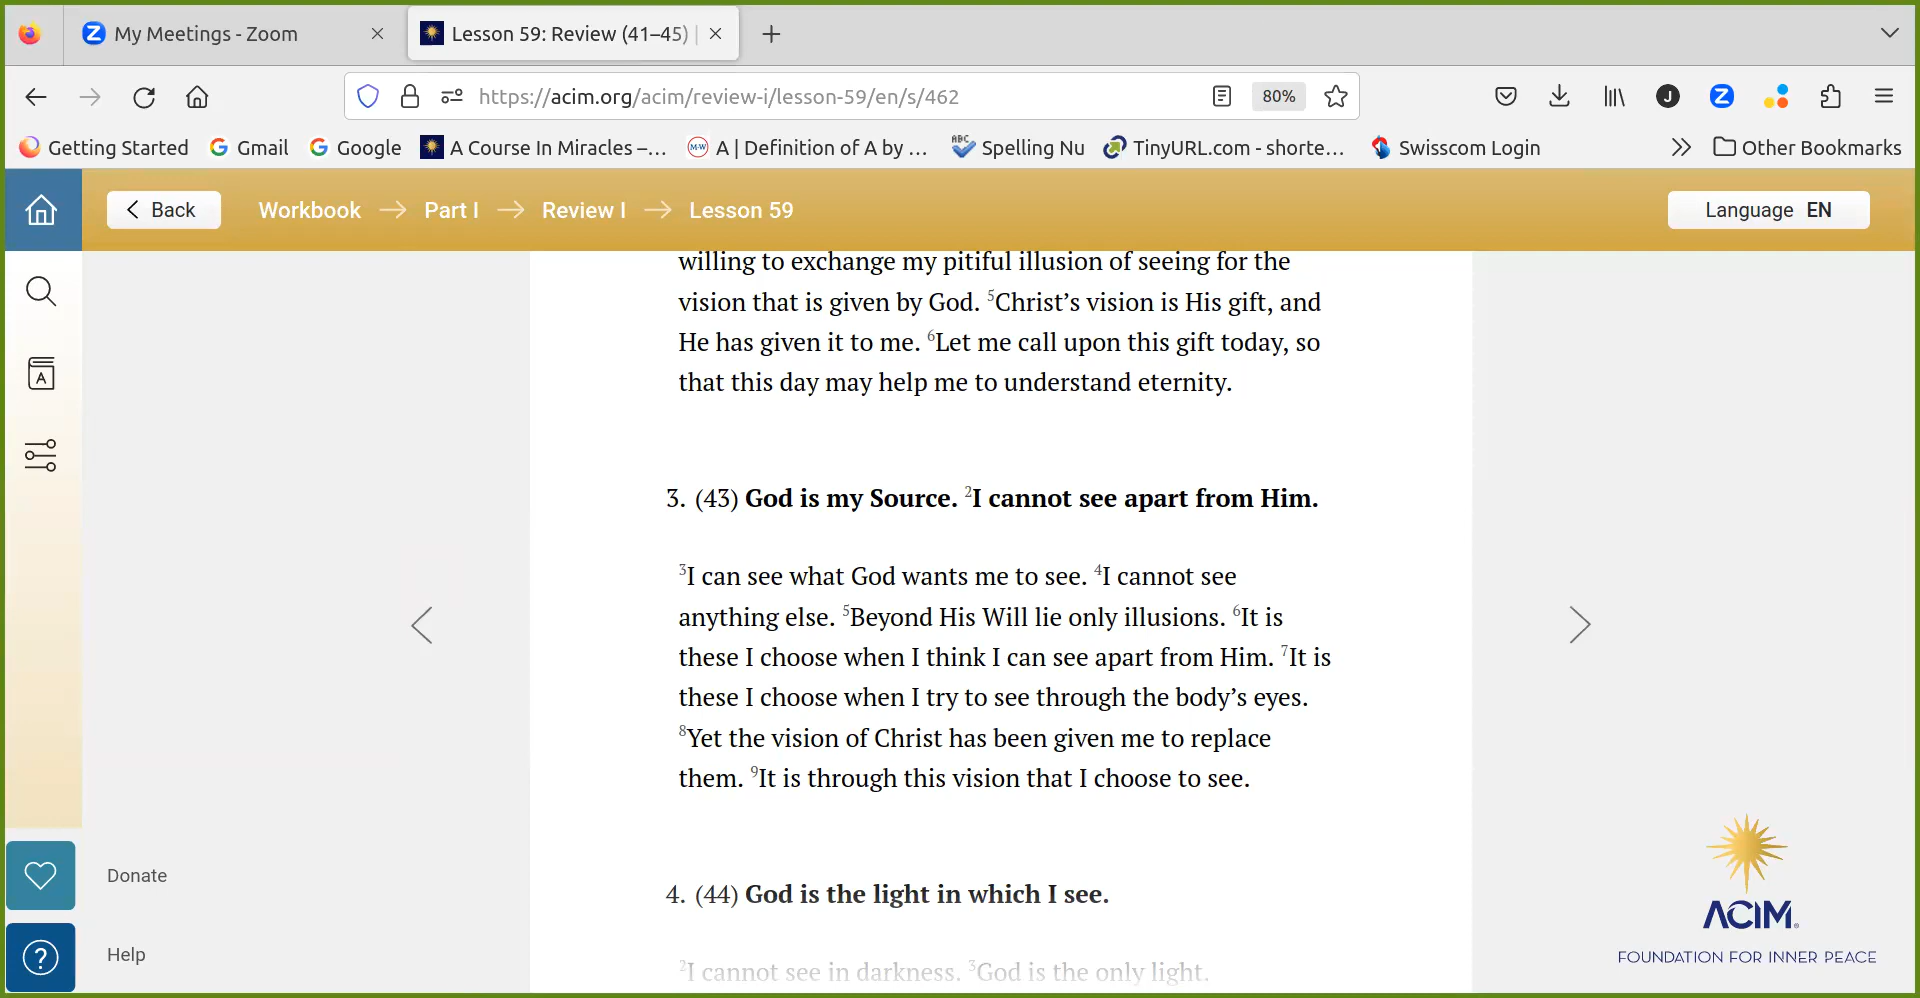 My Meetings - Zoom
Lesson 59: Review (41–45) |
https://acim.org/acim/review-i/lesson-59/en/s/462
80%
J
Z
Getting Started
Gmail
Google
A Course In Miracles –...
A | Definition of A by ...
Spelling Nu
TinyURL.com - shorte...
Swisscom Login
Other Bookmarks
Back
Workbook → Part I → Review I → Lesson 59
Language EN
willing to exchange my pitiful illusion of seeing for the
vision that is given by God. 5Christ’s vision is His gift, and
He has given it to me. 6Let me call upon this gift today, so
that this day may help me to understand eternity.
3. (43) God is my Source. 2I cannot see apart from Him.
3I can see what God wants me to see. 4I cannot see
anything else. 5Beyond His Will lie only illusions. 6It is
these I choose when I think I can see apart from Him. 7It is
these I choose when I try to see through the body’s eyes.
8Yet the vision of Christ has been given me to replace
them. 9It is through this vision that I choose to see.
4. (44) God is the light in which I see.
2I cannot see in darkness. 3God is the only light.
Donate
Help
ACIM®
FOUNDATION FOR INNER PEACE